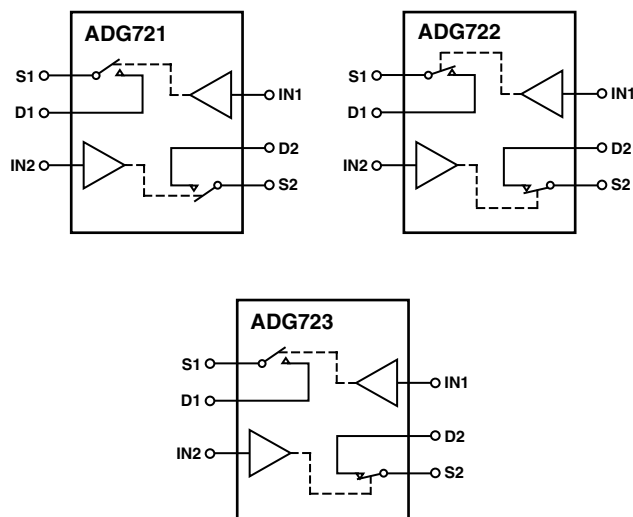 ADG721
S1
D1
IN1
IN2
D2
S2
ADG722
S1
D1
IN1
IN2
D2
S2
ADG723
S1
D1
IN1
IN2
D2
S2